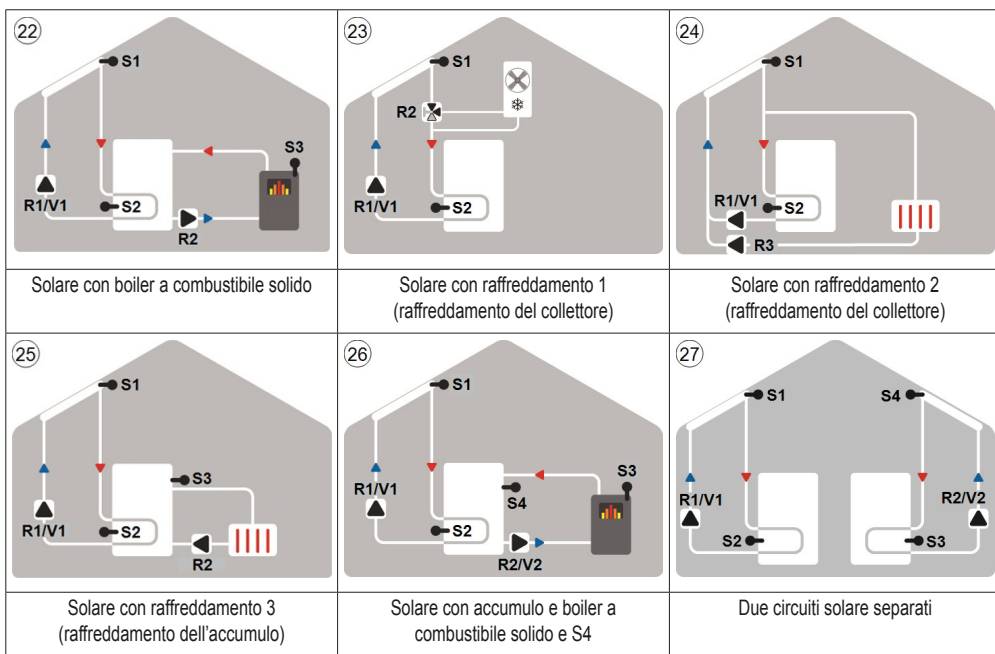 22
S1
S3
R1/V1
S2
R2
Solare con boiler a combustibile solido
23
S1
R2
R1/V1
S2
Solare con raffreddamento 1
(raffreddamento del collettore)
24
S1
R1/V1
S2
R3
Solare con raffreddamento 2
(raffreddamento del collettore)
25
S1
S3
R1/V1
S2
R2
Solare con raffreddamento 3
(raffreddamento dell'accumulo)
26
S1
S3
R1/V1
S4
S2
R2/V2
Solare con accumulo e boiler a
combustibile solido e S4
27
S1
S4
R1/V1
R2/V2
S2
S3
Due circuiti solare separati